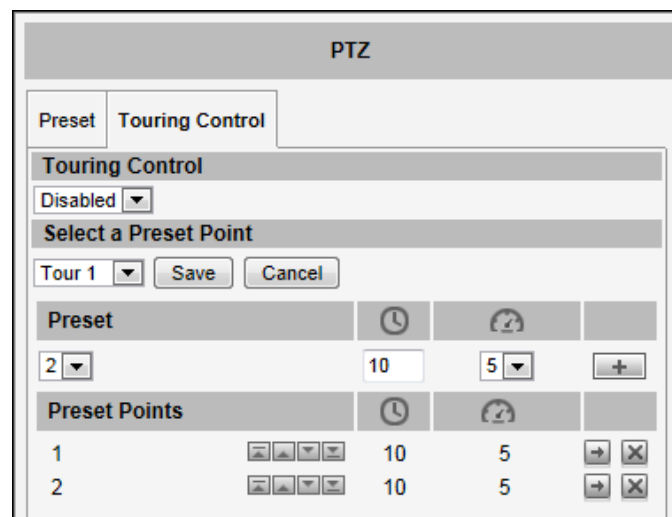 PTZ
Preset Touring Control
Touring Control
Disabled
Select a Preset Point
Tour 1 Save Cancel
Preset
2 10 5 +
Preset Points
1 10 5
2 10 5